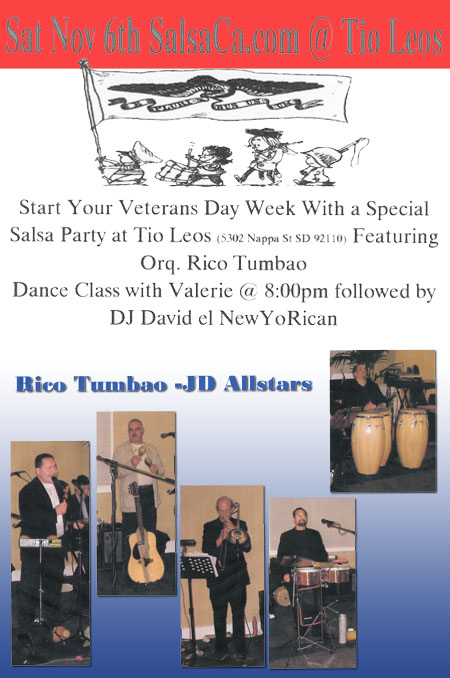 Sat Nov 6th SalsaCa.com @ Tio Leos
Start Your Veterans Day Week With a Special
Salsa Party at Tio Leos (5302 Nappa St SD 92110) Featuring
Orq. Rico Tumbao
Dance Class with Valerie @ 8:00pm followed by
DJ David el NewYoRican
Rico Tumbao -JD Allstars